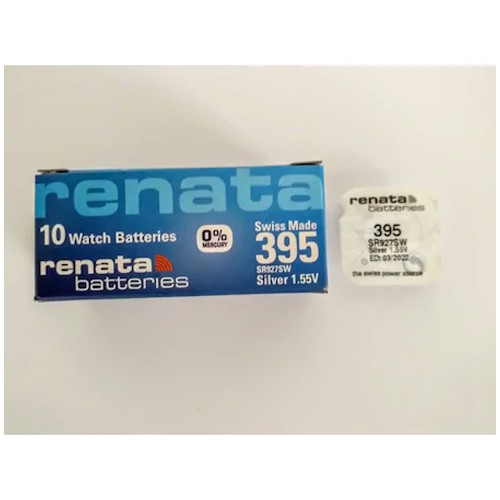 renata
10 Watch Batteries
0%
MERCURY
Swiss Made
395
SR927SW
Silver 1.55V
renata
batteries
renata
batteries
395
SR927SW
Silver 1.55V
ED: 03/2022
the swiss power source